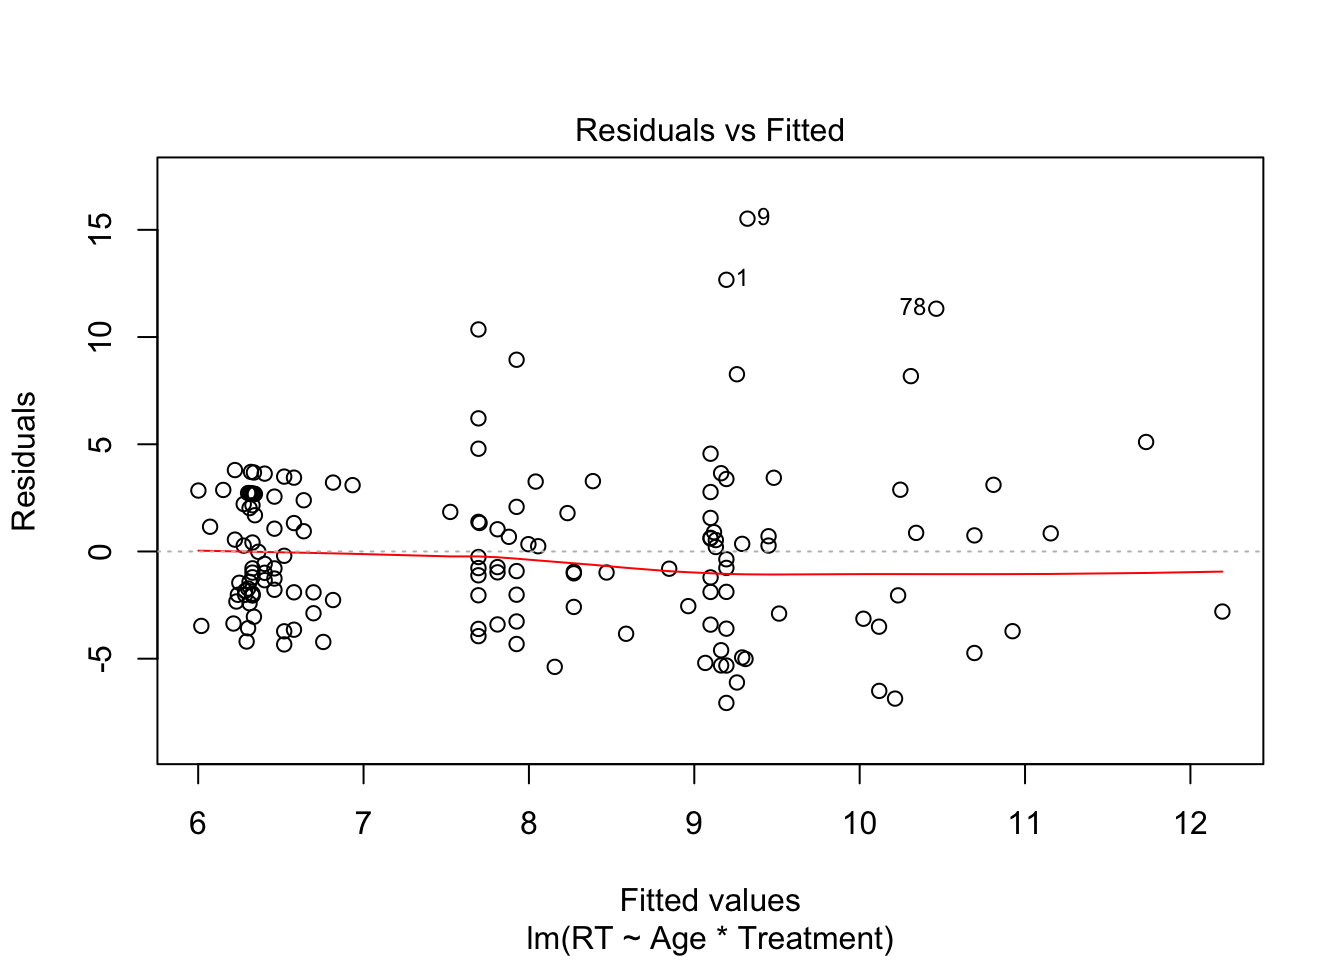 Residuals vs Fitted
Residuals
15
10
5
0
-5
9
1
78
6 7 8 9 10 11 12
Fitted values
lm(RT ~ Age * Treatment)